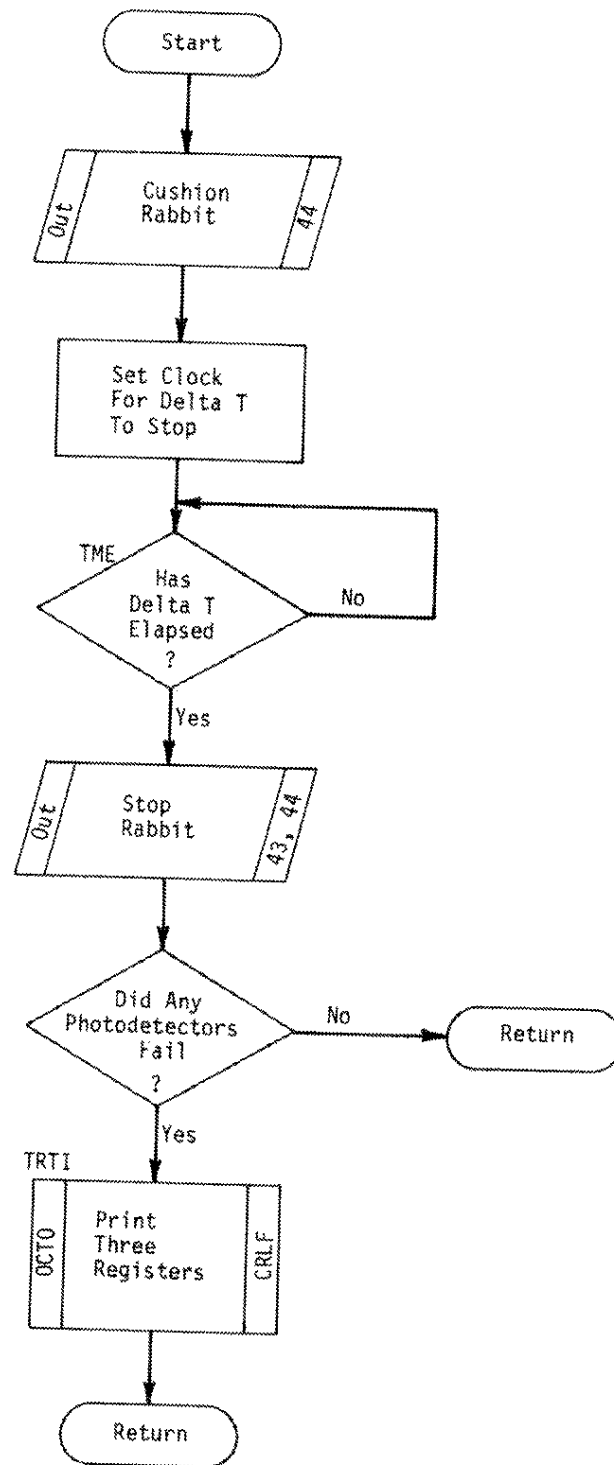 Start
Out
Cushion
Rabbit
44
Set Clock
For Delta T
To Stop
TME
Has
Delta T
Elapsed
?
No
Yes
Out
Stop
Rabbit
43, 44
Did Any
Photodetectors
Fail
?
No
Return
Yes
TRTI
OCTO
Print
Three
Registers
CRLF
Return